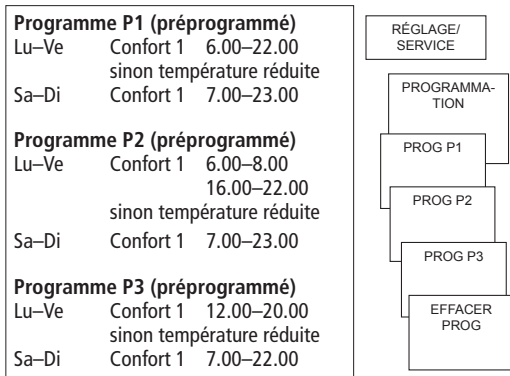 Programme P1 (préprogrammé)
Lu–Ve Confort 1 6.00–22.00
sinon température réduite
Sa–Di Confort 1 7.00–23.00
Programme P2 (préprogrammé)
Lu–Ve Confort 1 6.00–8.00
16.00–22.00
sinon température réduite
Sa–Di Confort 1 7.00–23.00
Programme P3 (préprogrammé)
Lu–Ve Confort 1 12.00–20.00
sinon température réduite
Sa–Di Confort 1 7.00–22.00
RÉGLAGE/
SERVICE
PROGRAMMA-
TION
PROG P1
PROG P2
PROG P3
EFFACER
PROG